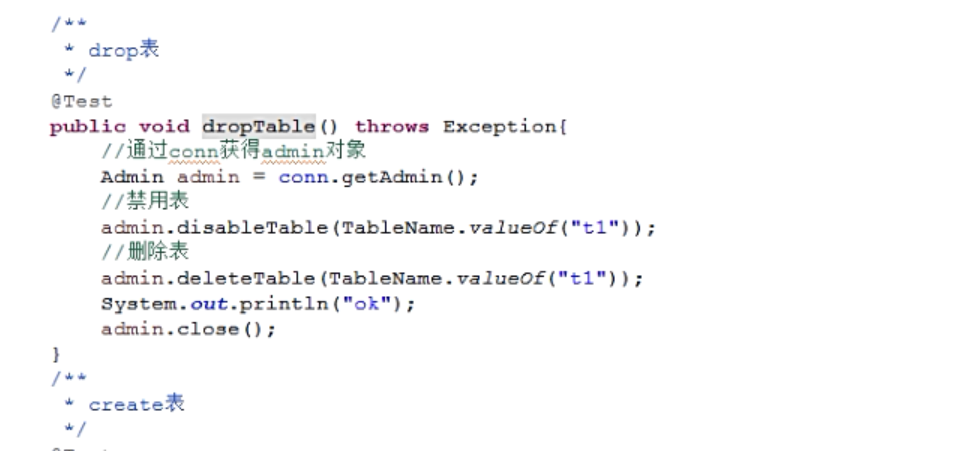 /**
 * drop表
 */
@Test
public void dropTable() throws Exception{
    //通过conn获得admin对象
    Admin admin = conn.getAdmin();
    //禁用表
    admin.disableTable(TableName.valueOf("t1"));
    //删除表
    admin.deleteTable(TableName.valueOf("t1"));
    System.out.println("ok");
    admin.close();
}
/**
 * create表
 */